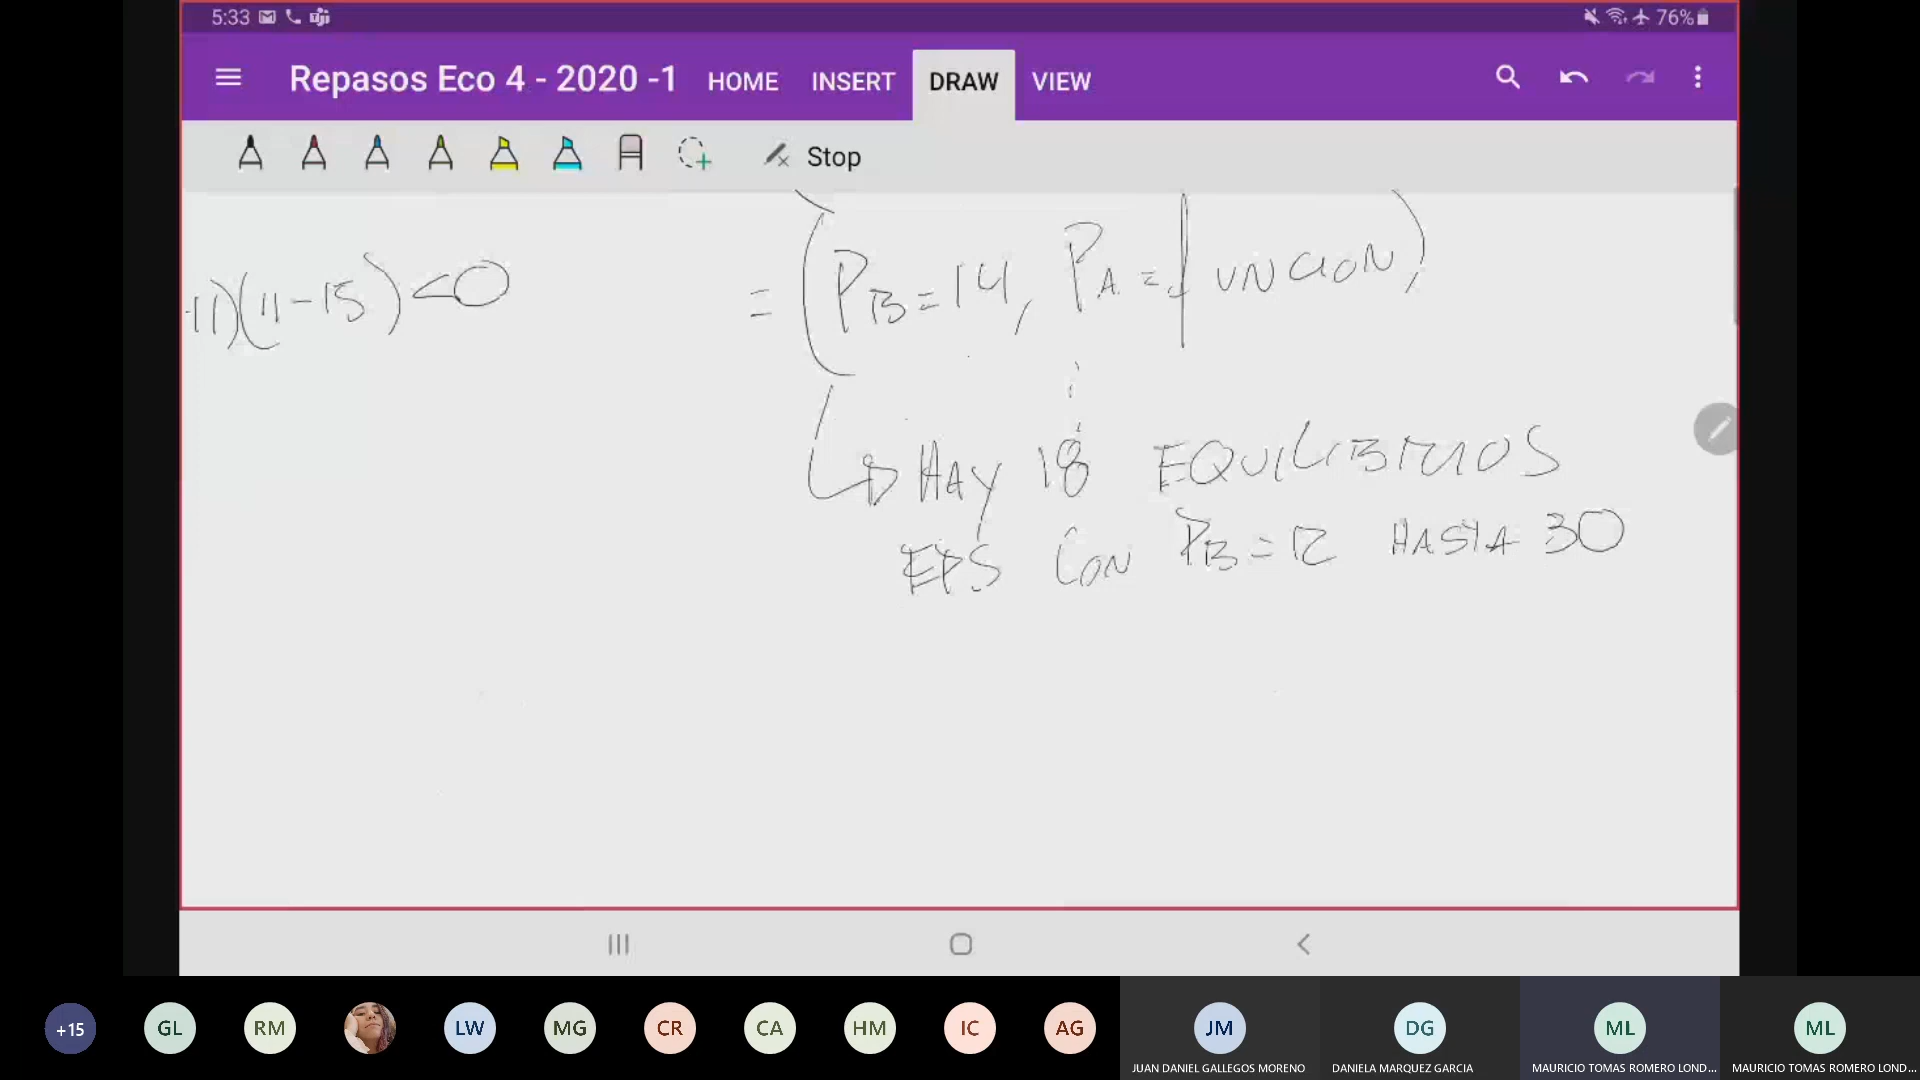 5:33 76%
Repasos Eco 4 - 2020 -1 HOME INSERT DRAW VIEW
Stop
-11)(11-15)<0
= (PB=14, PA=FUNCION)
HAY 18 EQUILIBRIOS
EPS CON PB=12 HASTA 30
+15 GL RM LW MG CR CA HM IC AG JM DG ML ML
JUAN DANIEL GALLEGOS MORENO DANIELA MARQUEZ GARCIA MAURICIO TOMAS ROMERO LOND... MAURICIO TOMAS ROMERO LOND...